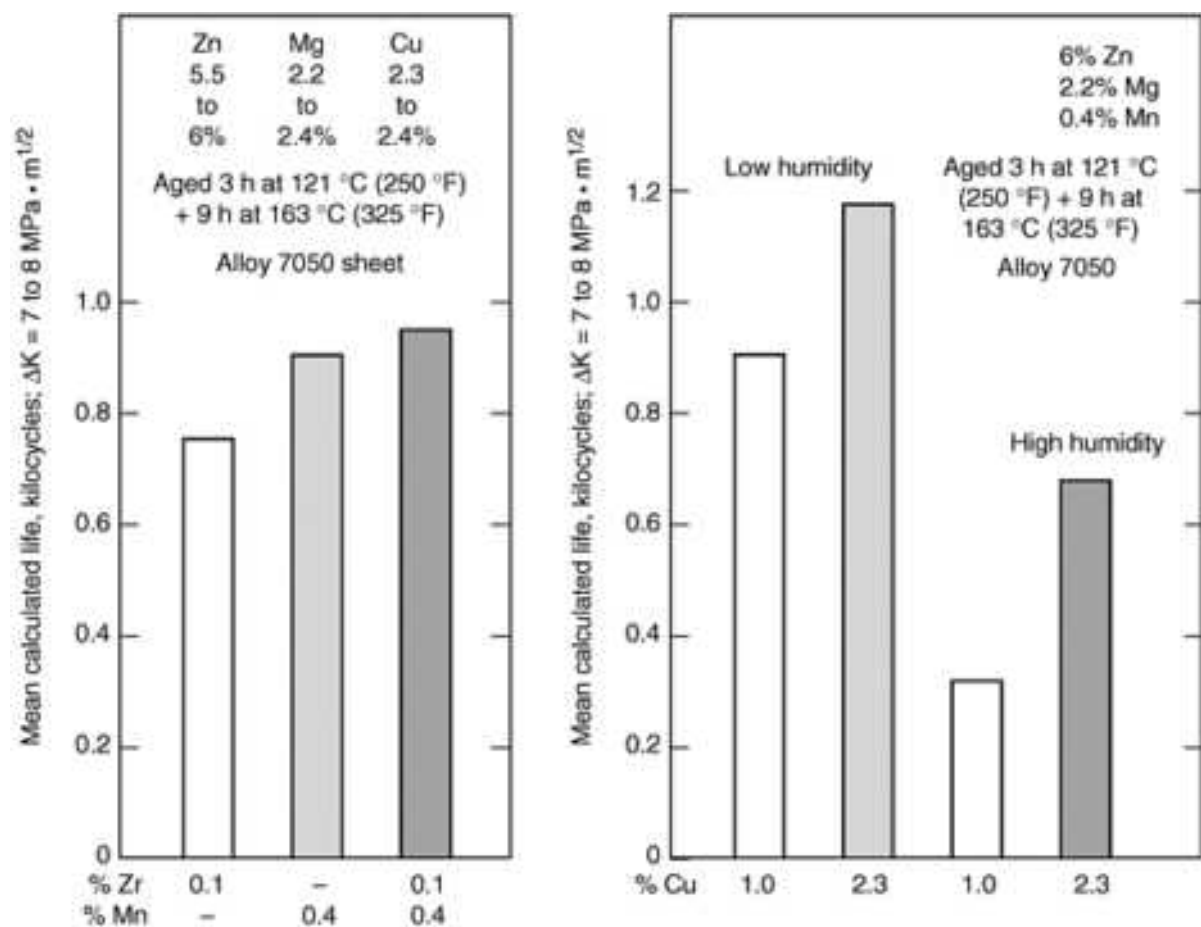 Mean calculated life, kilocycles; ΔK = 7 to 8 MPa • m1/2
Zn Mg Cu
5.5 2.2 2.3
to to to
6% 2.4% 2.4%
Aged 3 h at 121 °C (250 °F)
+ 9 h at 163 °C (325 °F)
Alloy 7050 sheet
1.0
0.8
0.6
0.4
0.2
0
% Zr 0.1 – 0.1
% Mn – 0.4 0.4
Mean calculated life, kilocycles; ΔK = 7 to 8 MPa • m1/2
6% Zn
2.2% Mg
0.4% Mn
Low humidity
Aged 3 h at 121 °C
(250 °F) + 9 h at
163 °C (325 °F)
Alloy 7050
High humidity
1.2
1.0
0.8
0.6
0.4
0.2
0
% Cu 1.0 2.3 1.0 2.3